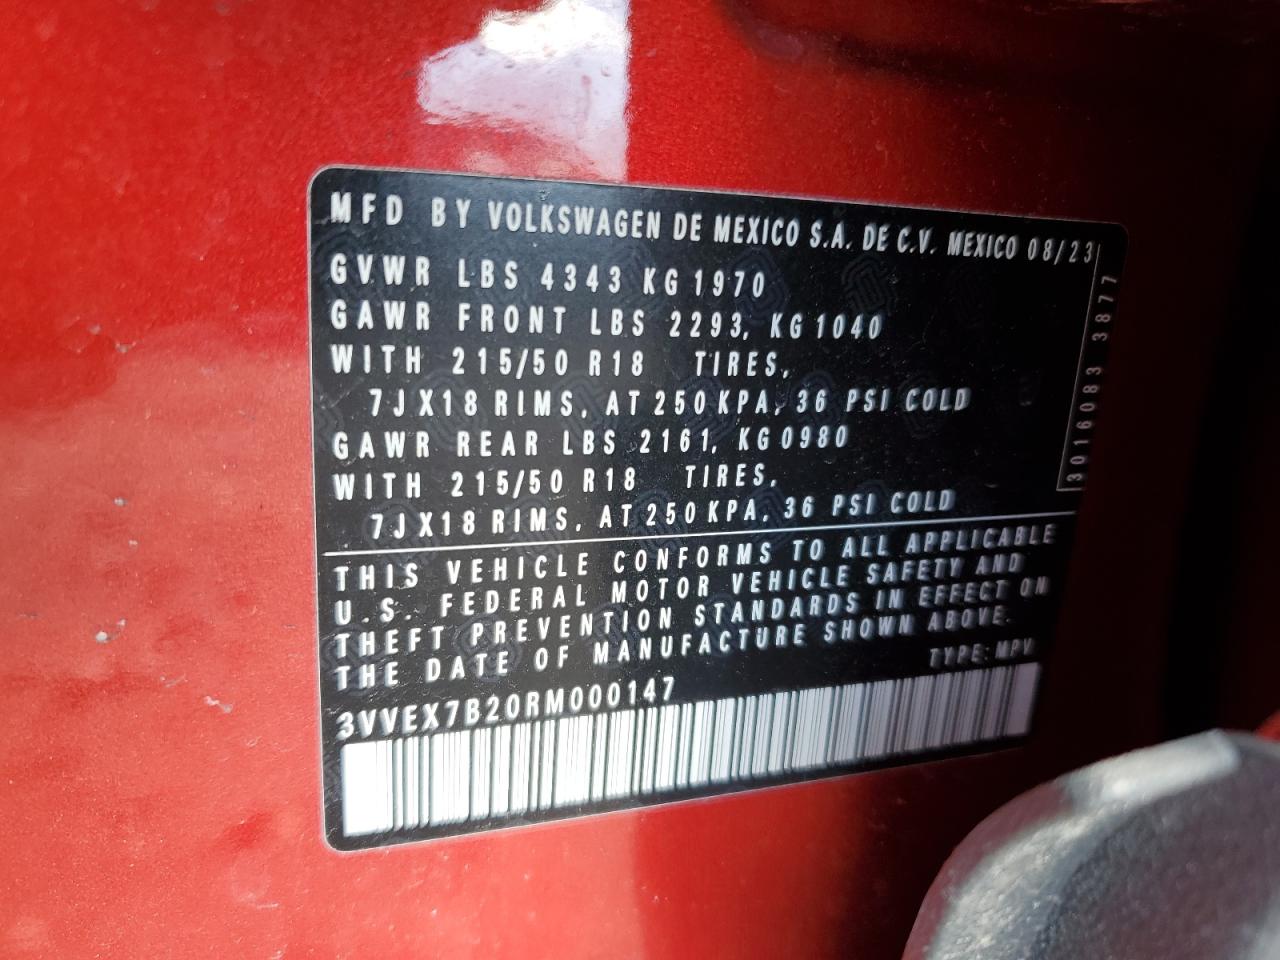 MFD BY VOLKSWAGEN DE MEXICO S.A. DE C.V. MEXICO 08/23
GVWR LBS 4343 KG 1970
GAWR FRONT LBS 2293, KG 1040
WITH 215/50 R18 TIRES,
7J X18 RIMS, AT 250 KPA, 36 PSI COLD
GAWR REAR LBS 2161, KG 0980
WITH 215/50 R18 TIRES,
7J X18 RIMS, AT 250 KPA, 36 PSI COLD
3016083 3877
THIS VEHICLE CONFORMS TO ALL APPLICABLE
U.S. FEDERAL MOTOR VEHICLE SAFETY AND
THEFT PREVENTION STANDARDS IN EFFECT ON
THE DATE OF MANUFACTURE SHOWN ABOVE.
TYPE: MPV
3VVEX7B20RM000147